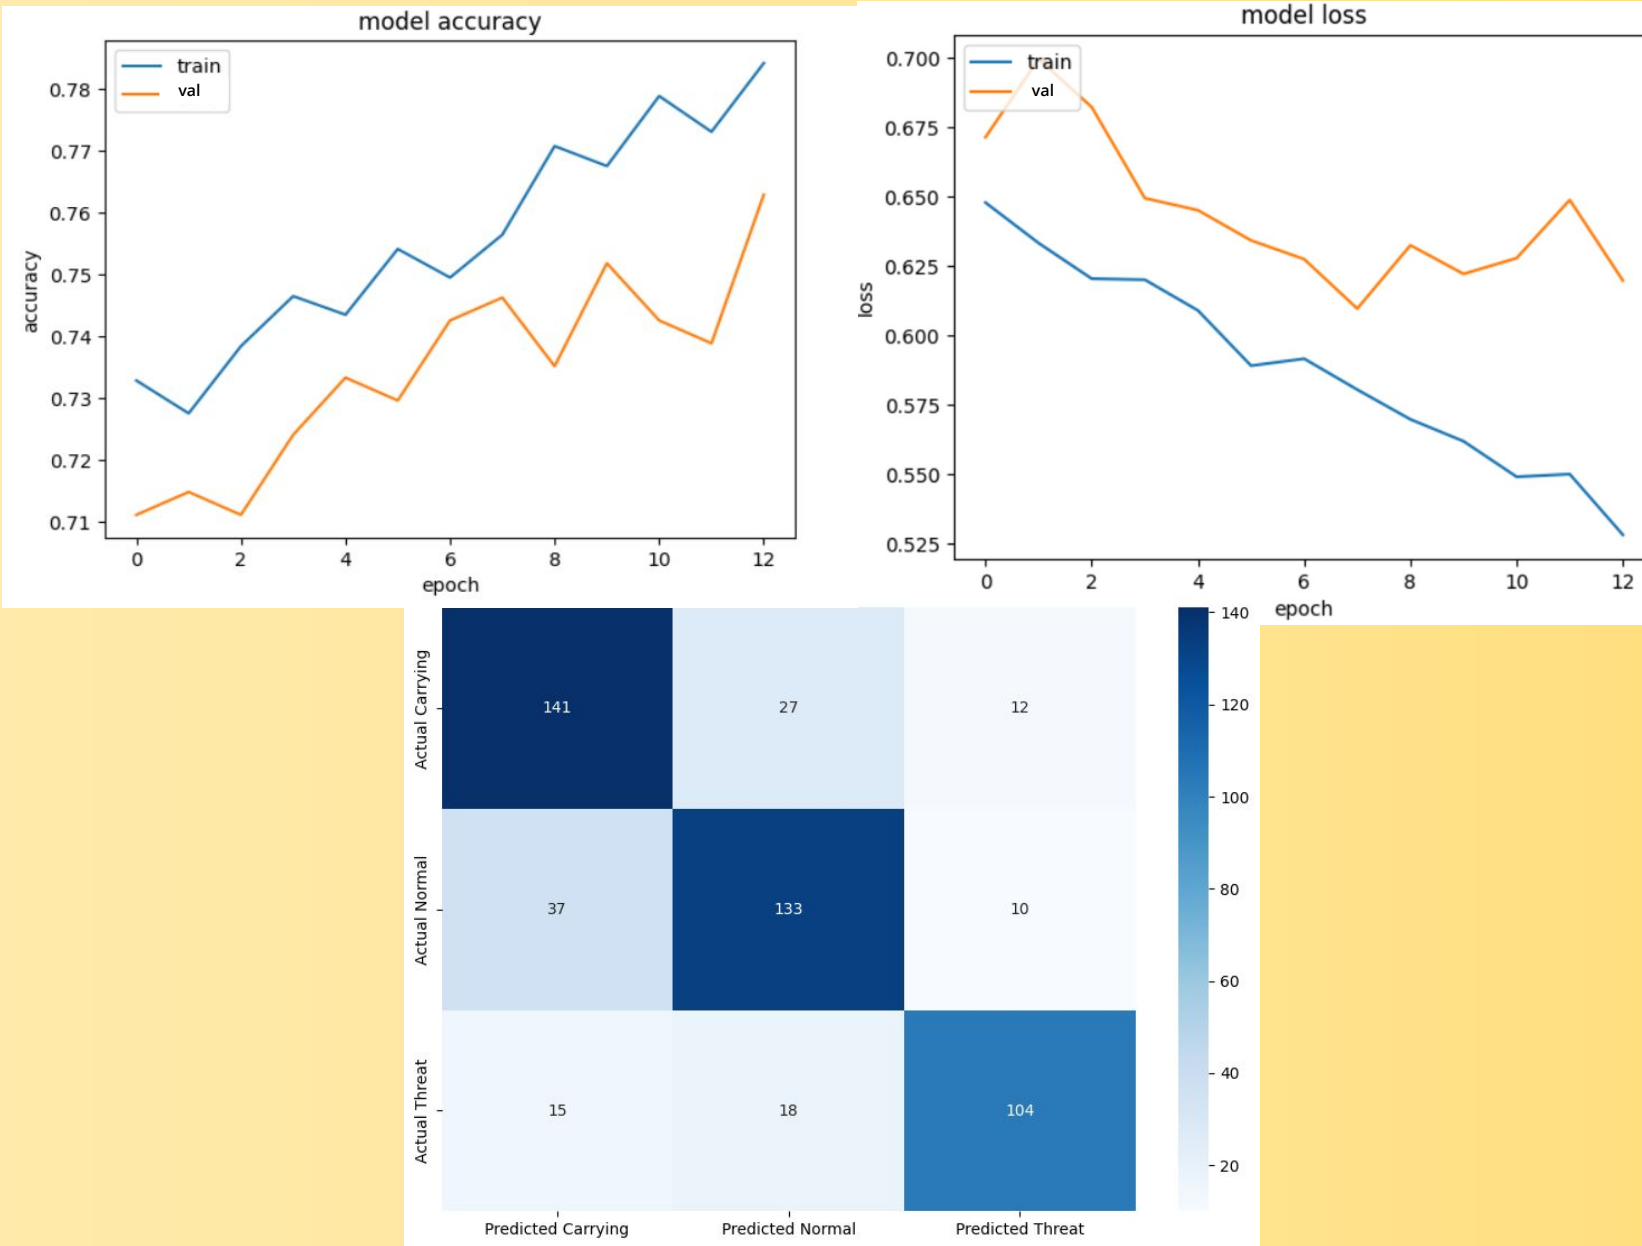 model accuracy
train
val
0.78
0.77
0.76
0.75
0.74
0.73
0.72
0.71
accuracy
0 2 4 6 8 10 12
epoch
model loss
train
val
0.700
0.675
0.650
0.625
0.600
0.575
0.550
0.525
loss
0 2 4 6 8 10 12
epoch
Actual Carrying
141 27 12
Actual Normal
37 133 10
Actual Threat
15 18 104
Predicted Carrying Predicted Normal Predicted Threat
140
120
100
80
60
40
20